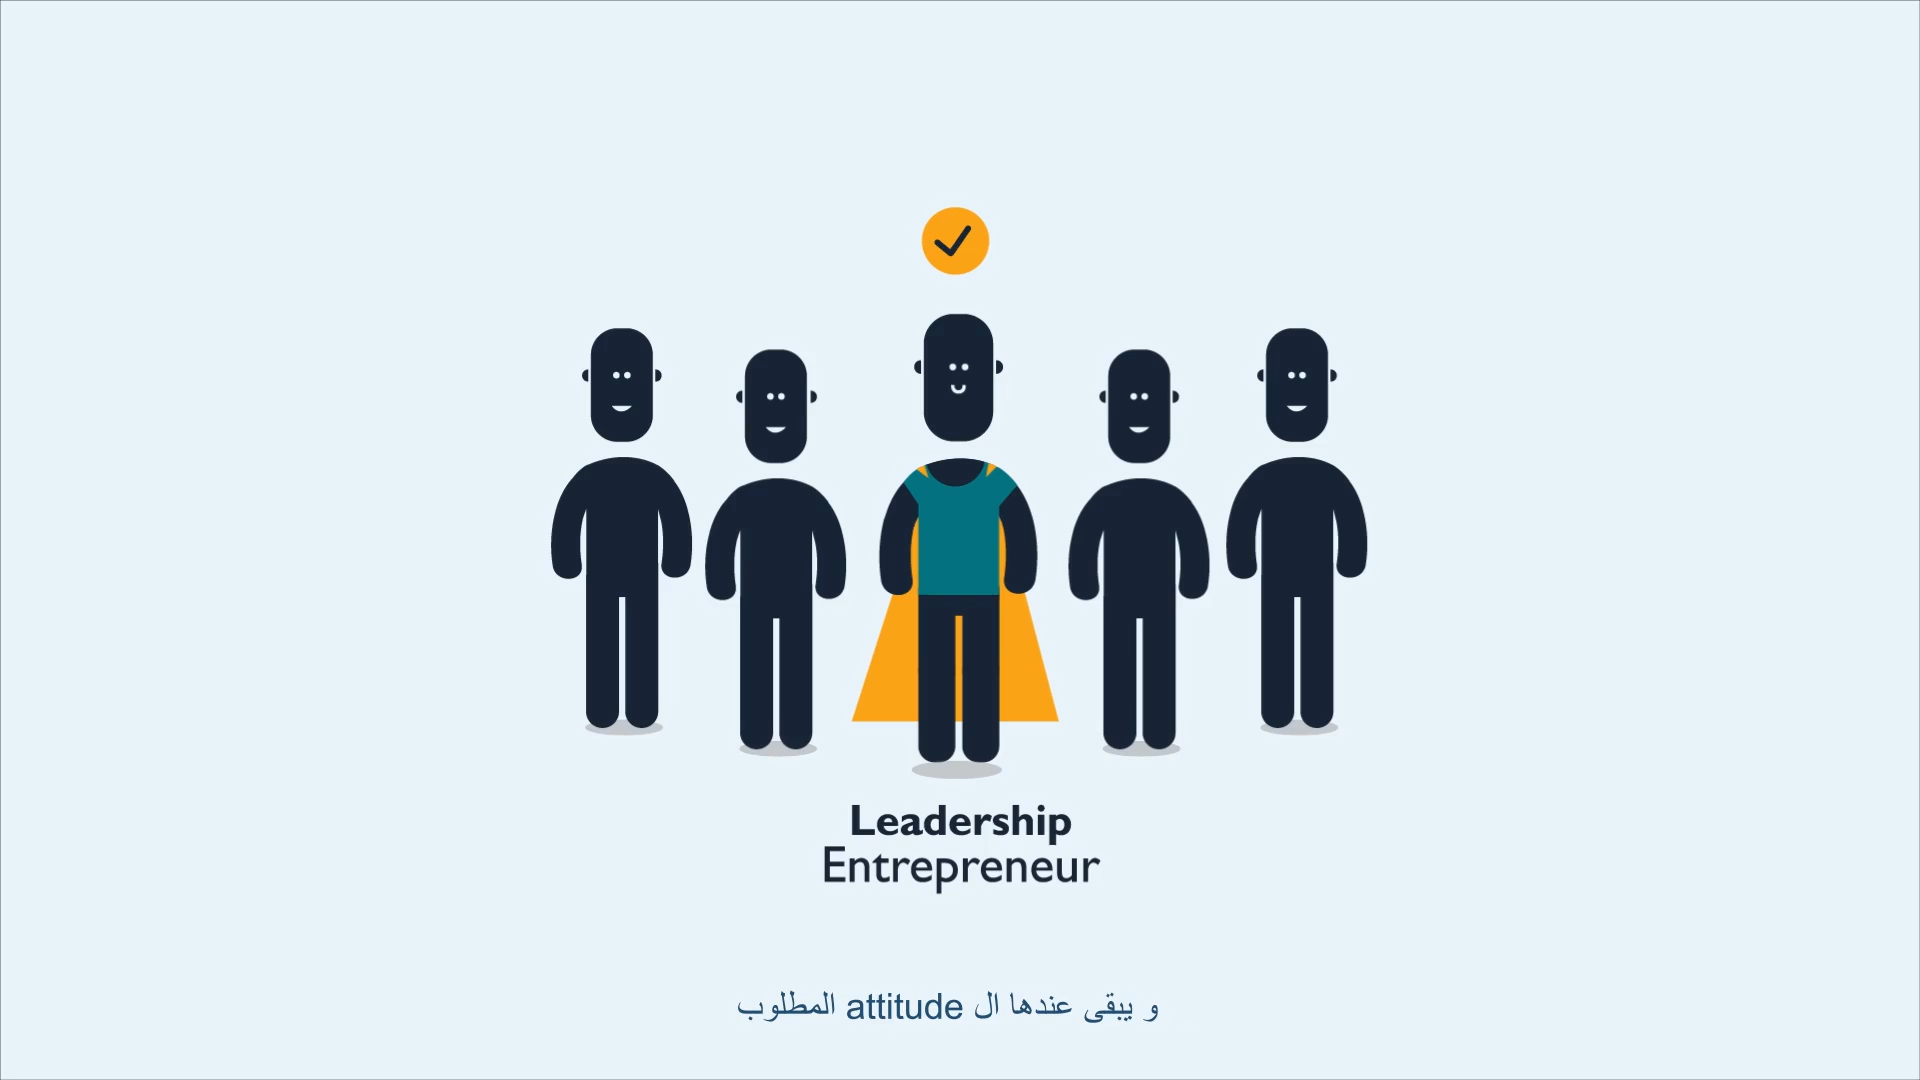 Leadership
Entrepreneur
و يبقى عندها ال attitude المطلوب